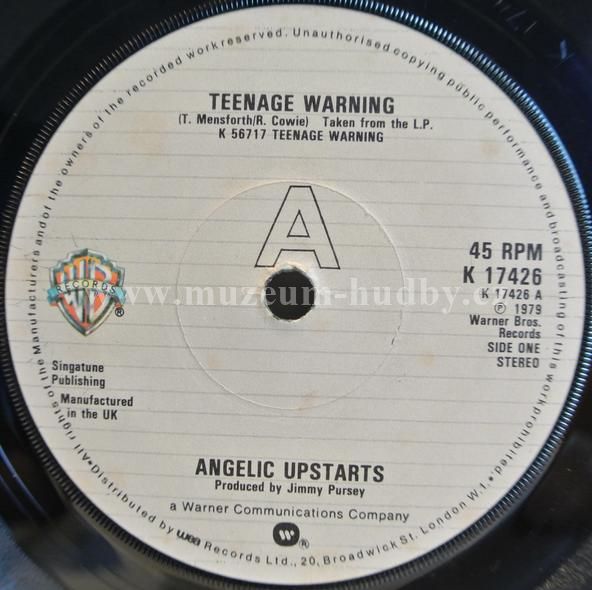 All rights of the Manufacturers and of the owners of the recorded work reserved. Unauthorised copying public performance and broadcasting of this work prohibited.
TEENAGE WARNING
(T. Mensforth/R. Cowie) Taken from the L.P.
K 56717 TEENAGE WARNING
A
WB
RECORDS
®
45 RPM
K 17426
K 17426 A
℗ 1979
Warner Bros.
Records
SIDE ONE
STEREO
www.muzeum-hudby.cz
Singatune
Publishing
Manufactured
in the UK
ANGELIC UPSTARTS
Produced by Jimmy Pursey
a Warner Communications Company
®
• Distributed by wea Records Ltd., 20, Broadwick St. London W.1. •